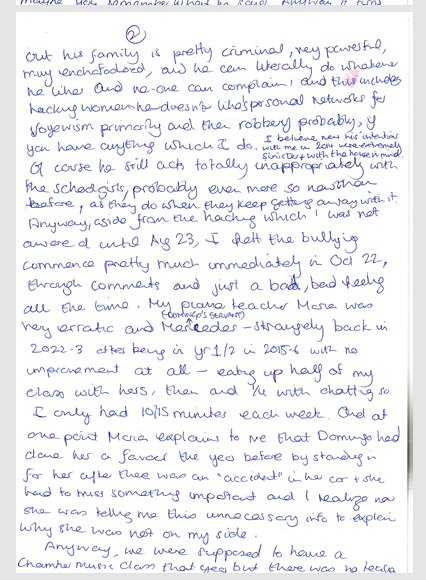 (2)
out his family is pretty criminal, very powerful,
muy enchofadored, and he can literally do whatever
he likes and no-one can complain, and this includes
hacking women he doesn't like's personal networks for
Voyeurism primarily and then robbery probably, if
you have anything which I do. I believe now his intentions
with me in 2014 were extremely
sinister + with the house in mind.
Of course he still acts totally inappropriately with
the schoolgirls, probably even more so now than
before, as they do when they keep getting away with it.
Anyway, aside from the hacking which I was not
aware of until Aug 23, I felt the bullying
commence pretty much immediately in Oct 22,
through comments and just a bad, bad feeling
all the time. My piano teacher Maria was
(DOMINGO'S SERVANT)
very erratic and Mercedes - strangely back in
2022-3 after being in yr 1/2 in 2015-6 with no
improvement at all - eating up half of my
class with hers, then and 1/4 with chatting so
I only had 10/15 minutes each week. And at
one point Maria explains to me that Domingo had
done her a favour the year before by standing in
for her after there was an "accident" in her car + she
had to miss something important and I realize now
she was telling me this unnecessary info to explain
why she was not on my side.
Anyway, we were supposed to have a
Chamber music class that year but there was no teacher